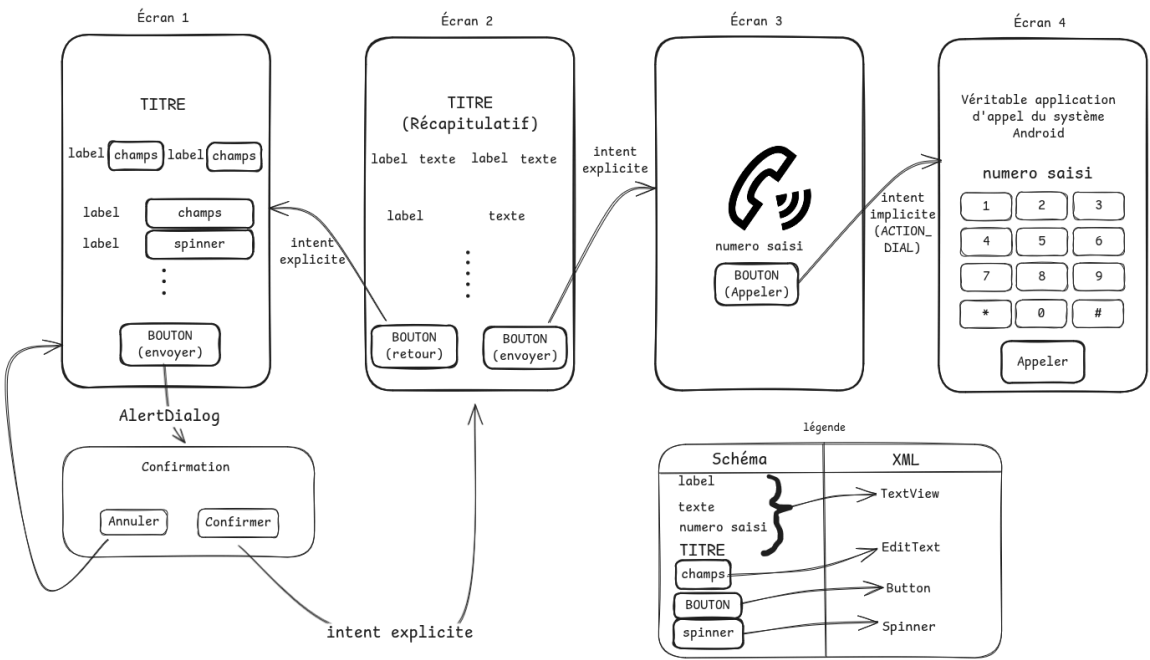 Écran 1
TITRE
label champs label champs
label champs
label spinner
BOUTON
(envoyer)
AlertDialog
Confirmation
Annuler Confirmer
intent explicite
Écran 2
TITRE
(Récapitulatif)
label texte label texte
label texte
intent
explicite
BOUTON
(retour)
BOUTON
(envoyer)
intent
explicite
Écran 3
numero saisi
BOUTON
(Appeler)
intent
implicite
(ACTION_
DIAL)
Écran 4
Véritable application
d'appel du système
Android
numero saisi
1 2 3
4 5 6
7 8 9
* 0 #
Appeler
légende
Schéma XML
label
texte
numero saisi
TITRE
TextView
champs EditText
BOUTON Button
spinner Spinner